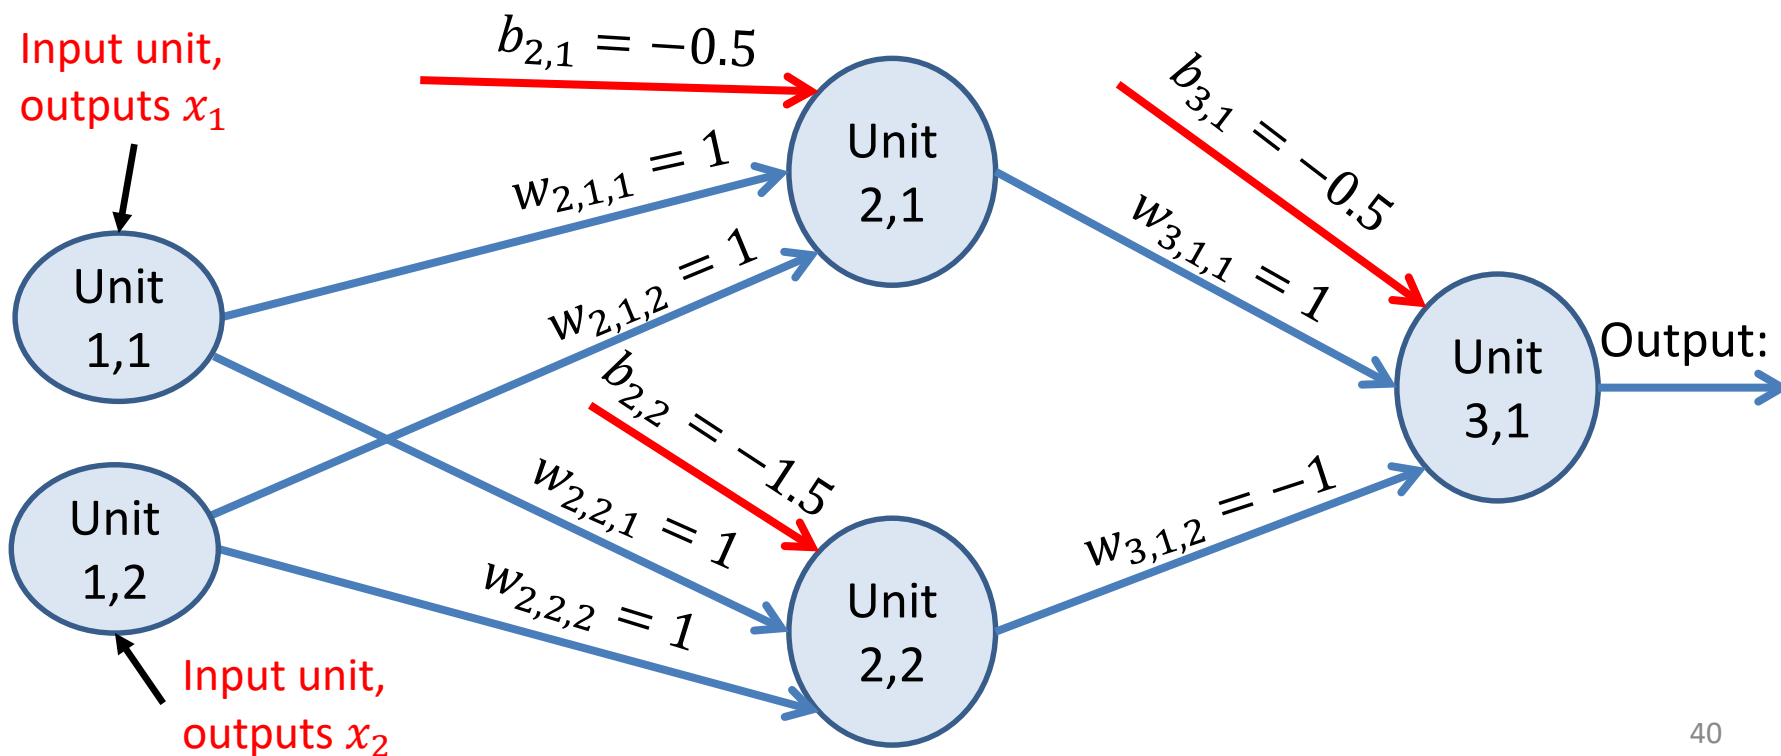 Input unit,
outputs x₁
b₂,₁ = −0.5
Unit
2,1
b₃,₁ = −0.5
w₂,₁,₁ = 1
w₃,₁,₁ = 1
Unit
1,1
w₂,₁,₂ = 1
Output:
Unit
3,1
b₂,₂ = −1.5
w₂,₂,₁ = 1
w₃,₁,₂ = −1
Unit
1,2
w₂,₂,₂ = 1
Unit
2,2
Input unit,
outputs x₂
40